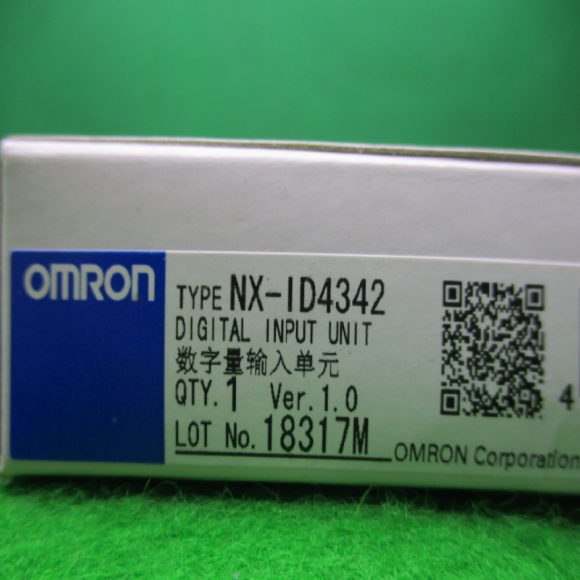 OMRON
TYPE NX-ID4342
DIGITAL INPUT UNIT
数字量输入单元
QTY. 1 Ver. 1.0
LOT No. 18317M
OMRON Corporation
4